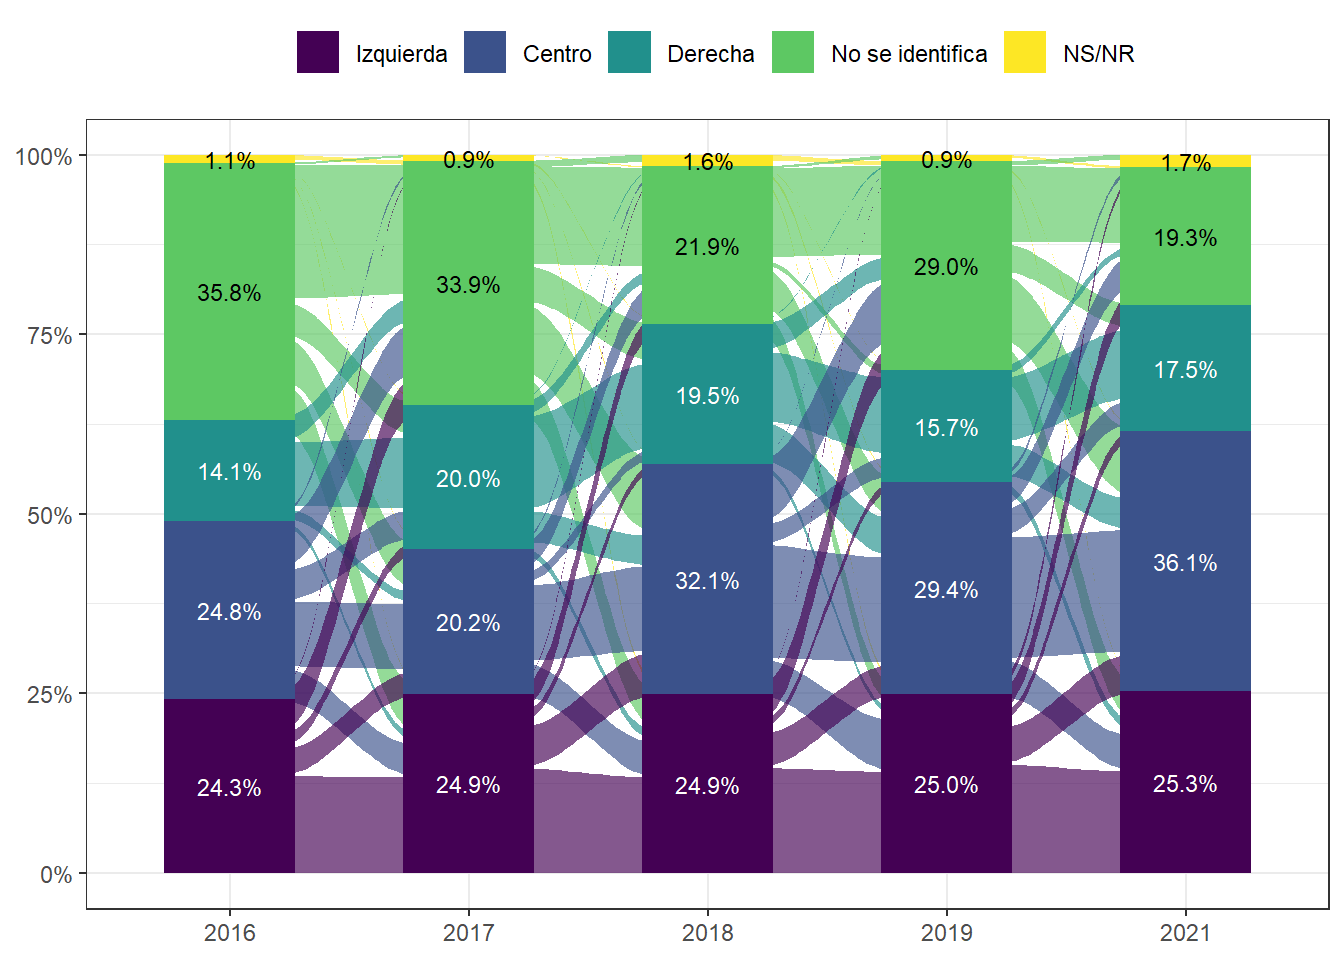 Izquierda Centro Derecha No se identifica NS/NR
100%
75%
50%
25%
0%
1.1% 0.9% 1.6% 0.9% 1.7%
35.8% 33.9% 21.9% 29.0% 19.3%
14.1% 20.0% 19.5% 15.7% 17.5%
24.8% 20.2% 32.1% 29.4% 36.1%
24.3% 24.9% 24.9% 25.0% 25.3%
2016 2017 2018 2019 2021